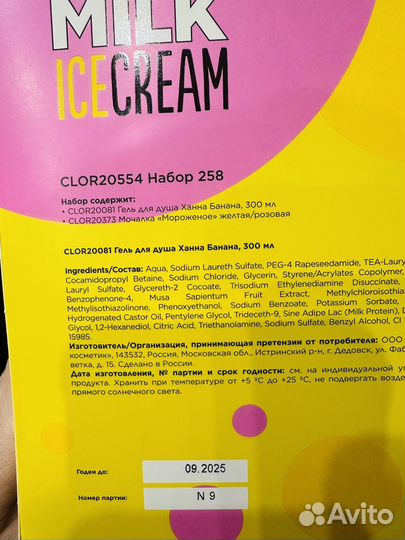 MILK
ICECREAM
CLOR20554 Набор 258
Набор содержит:
• CLOR20081 Гель для душа Ханна Банана, 300 мл
• CLOR20373 Мочалка «Мороженое» желтая/розовая
CLOR20081 Гель для душа Ханна Банана, 300 мл
Ingredients/Состав: Aqua, Sodium Laureth Sulfate, PEG-4 Rapeseedamide, TEA-Laury
Cocamidopropyl Betaine, Sodium Chloride, Glycerin, Styrene/Acrylates Copolymer,
Lauryl Sulfate, Glycereth-2 Cocoate, Trisodium Ethylenediamine Disuccinate,
Benzophenone-4, Musa Sapientum Fruit Extract, Methylchloroisothia
Methylisothiazolinone, Phenoxyethanol, Sodium Benzoate, Potassium Sorbate,
Hydrogenated Castor Oil, Pentylene Glycol, Trideceth-9, Sine Adipe Lac (Milk Protein), D
Glycol, 1,2-Hexanediol, Citric Acid, Triethanolamine, Sodium Sulfate, Benzyl Alcohol, CI
15985.
Изготовитель/Организация, принимающая претензии от потребителя: ООО
косметик», 143532, Россия, Московская обл., Истринский р-н, г. Дедовск, ул. Фаб
ветка, д. 15. Сделано в России.
Дата изготовления, № партии и срок годности: см. на индивидуальной у
продукта. Хранить при температуре от +5 °C до +25 °C, не подвергать возде
прямого солнечного света.
Годен до:
09.2025
Номер партии:
N 9
Avito